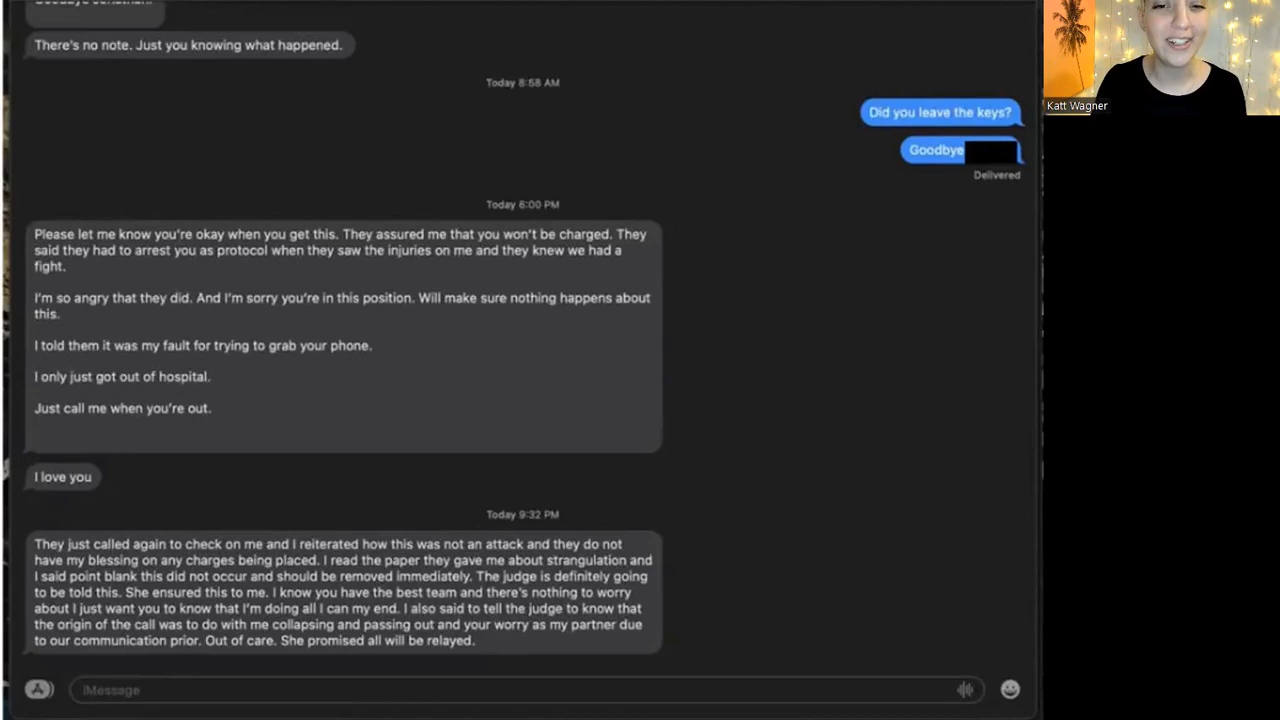 Goodbye Jonathan.
There's no note. Just you knowing what happened.
Today 8:58 AM
Did you leave the keys?
Goodbye
Delivered
Today 6:00 PM
Please let me know you're okay when you get this. They assured me that you won't be charged. They
said they had to arrest you as protocol when they saw the injuries on me and they knew we had a
fight.
I'm so angry that they did. And I'm sorry you're in this position. Will make sure nothing happens about
this.
I told them it was my fault for trying to grab your phone.
I only just got out of hospital.
Just call me when you're out.
I love you
Today 9:32 PM
They just called again to check on me and I reiterated how this was not an attack and they do not
have my blessing on any charges being placed. I read the paper they gave me about strangulation and
I said point blank this did not occur and should be removed immediately. The judge is definitely going
to be told this. She ensured this to me. I know you have the best team and there's nothing to worry
about I just want you to know that I'm doing all I can my end. I also said to tell the judge to know that
the origin of the call was to do with me collapsing and passing out and your worry as my partner due
to our communication prior. Out of care. She promised all will be relayed.
iMessage
Katt Wagner